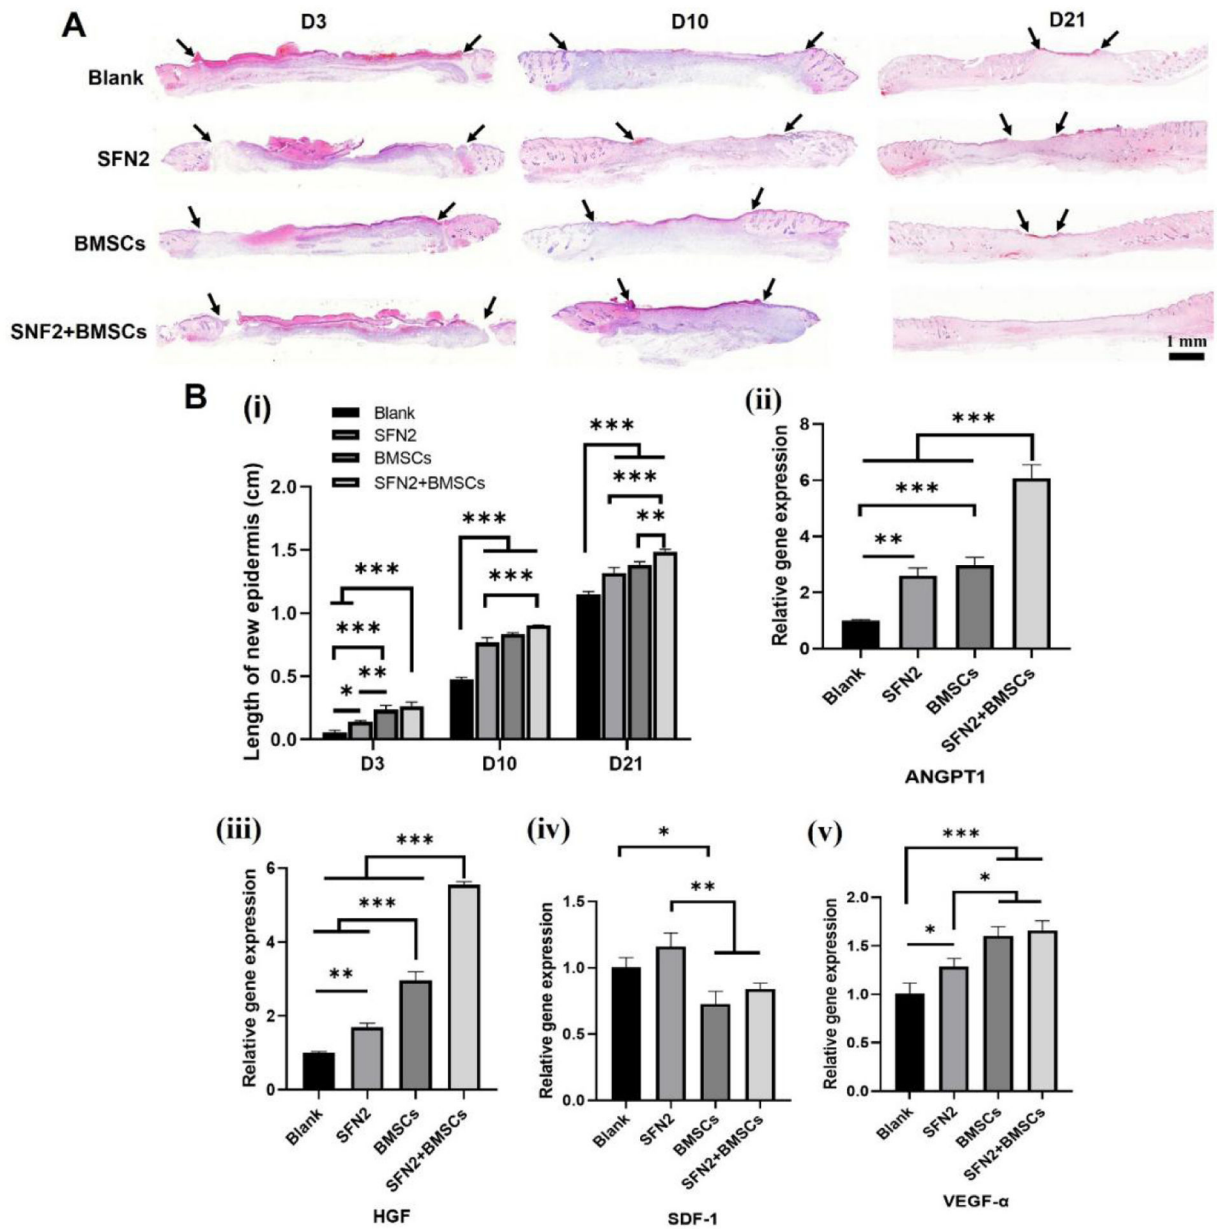 A
D3
D10
D21
Blank
SFN2
BMSCs
SNF2+BMSCs
1 mm
B
(i)
Blank
SFN2
BMSCs
SFN2+BMSCs
Length of new epidermis (cm)
2.0
1.5
1.0
0.5
0.0
***
***
*
**
***
***
***
***
**
D3
D10
D21
(ii)
Relative gene expression
8
6
4
2
0
***
***
**
Blank
SFN2
BMSCs
SFN2+BMSCs
ANGPT1
(iii)
Relative gene expression
6
4
2
0
***
***
**
Blank
SFN2
BMSCs
SFN2+BMSCs
HGF
(iv)
Relative gene expression
1.5
1.0
0.5
0.0
*
**
Blank
SFN2
BMSCs
SFN2+BMSCs
SDF-1
(v)
Relative gene expression
2.0
1.5
1.0
0.5
0.0
***
*
*
Blank
SFN2
BMSCs
SFN2+BMSCs
VEGF-α